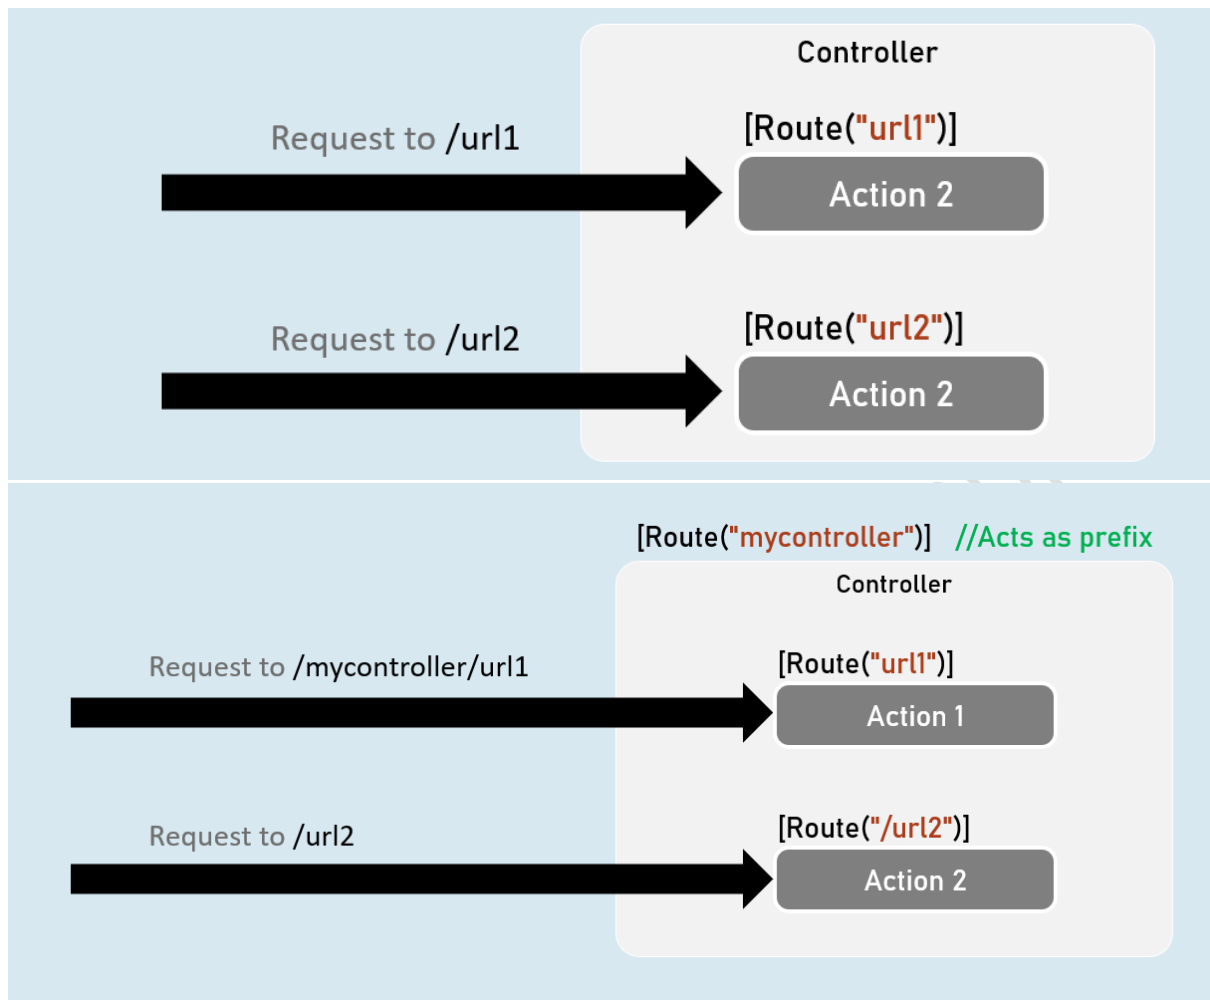 Controller
Request to /url1
[Route("url1")]
Action 2
Request to /url2
[Route("url2")]
Action 2
[Route("mycontroller")] //Acts as prefix
Controller
Request to /mycontroller/url1
[Route("url1")]
Action 1
Request to /url2
[Route("/url2")]
Action 2